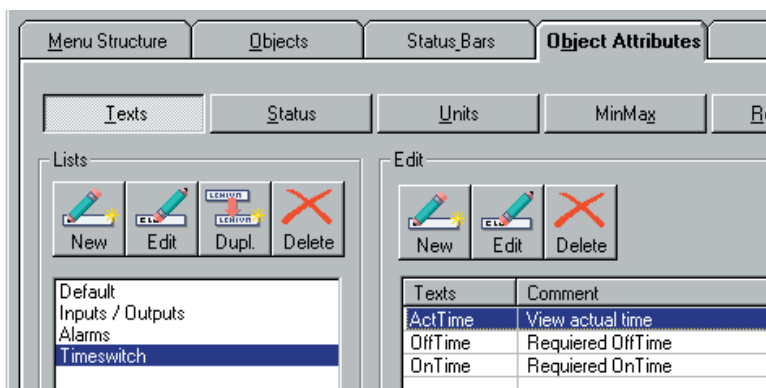 Menu Structure Objects Status Bars Object Attributes
Texts Status Units MinMax
Lists Edit
New Edit Dupl. Delete New Edit Delete
Default
Inputs / Outputs
Alarms
Timeswitch
Texts Comment
ActTime View actual time
OffTime Requiered OffTime
OnTime Requiered OnTime